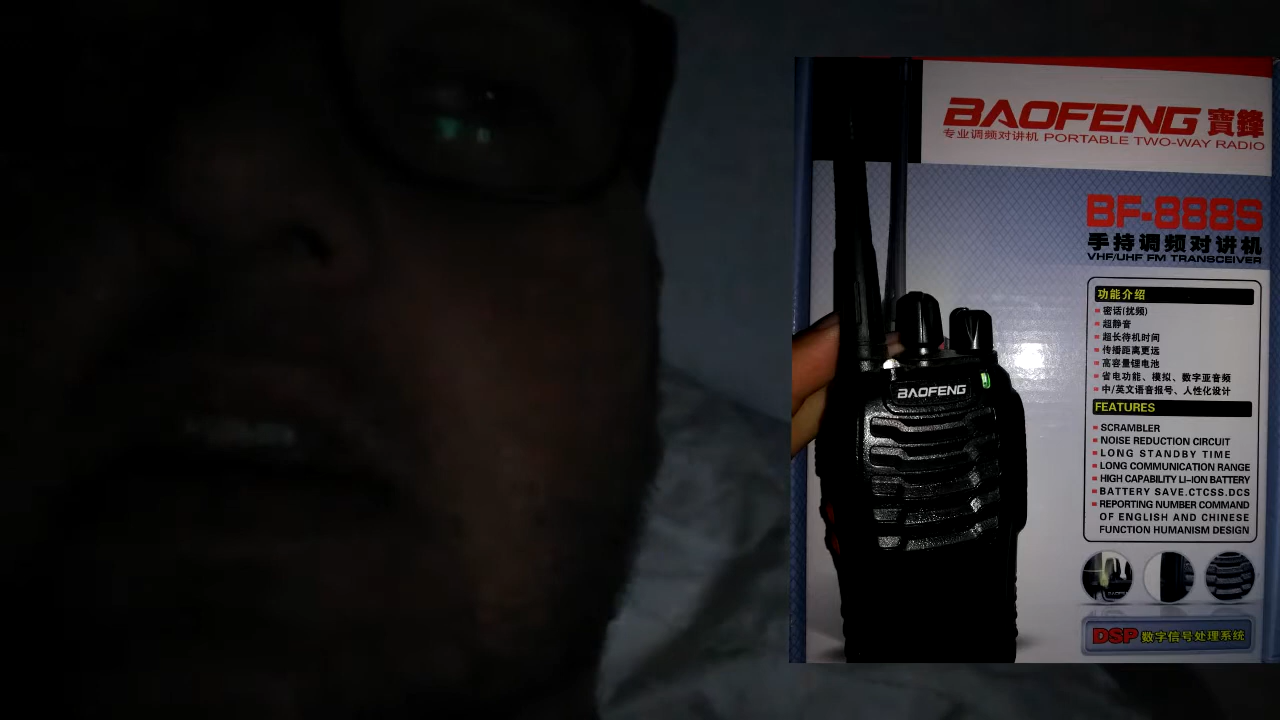 BAOFENG 寶鋒
专业调频对讲机 PORTABLE TWO-WAY RADIO
BF-888S
手持调频对讲机
VHF/UHF FM TRANSCEIVER
功能介绍
密话(扰频)
超静音
超长待机时间
传播距离更远
高容量锂电池
省电功能、模拟、数字亚音频
中/英文语音报号、人性化设计
FEATURES
SCRAMBLER
NOISE REDUCTION CIRCUIT
LONG STANDBY TIME
LONG COMMUNICATION RANGE
HIGH CAPABILITY LI-ION BATTERY
BATTERY SAVE.CTCSS.DCS
REPORTING NUMBER COMMAND
OF ENGLISH AND CHINESE
FUNCTION HUMANISM DESIGN
BAOFENG
DSP 数字信号处理系统